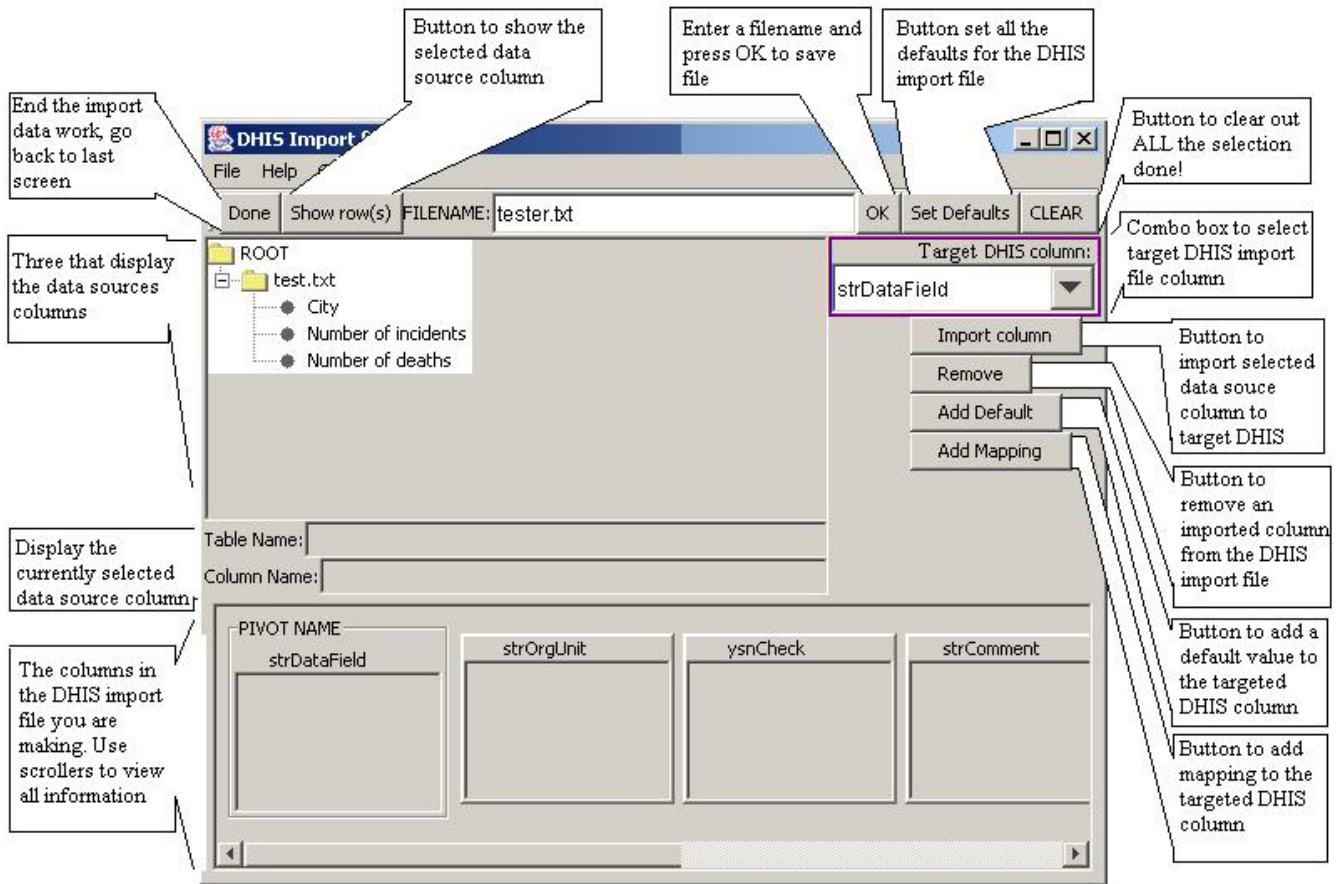 Button to show the
selected data
source column
Enter a filename and
press OK to save
file
Button set all the
defaults for the DHIS
import file
End the import
data work, go
back to last
screen
Button to clear out
ALL the selection
done!
DHIS Import
File Help
Done Show row(s) FILENAME: tester.txt OK Set Defaults CLEAR
Three that display
the data sources
columns
ROOT
test.txt
City
Number of incidents
Number of deaths
Target DHIS column:
strDataField
Combo box to select
target DHIS import
file column
Import column
Remove
Add Default
Add Mapping
Button to
import selected
data souce
column to
target DHIS
Button to
remove an
imported column
from the DHIS
import file
Display the
currently selected
data source column
Table Name:
Column Name:
PIVOT NAME
strDataField
strOrgUnit
ysnCheck
strComment
The columns in
the DHIS import
file you are
making. Use
scrollers to view
all information
Button to add a
default value to
the targeted
DHIS column
Button to add
mapping to the
targeted DHIS
column